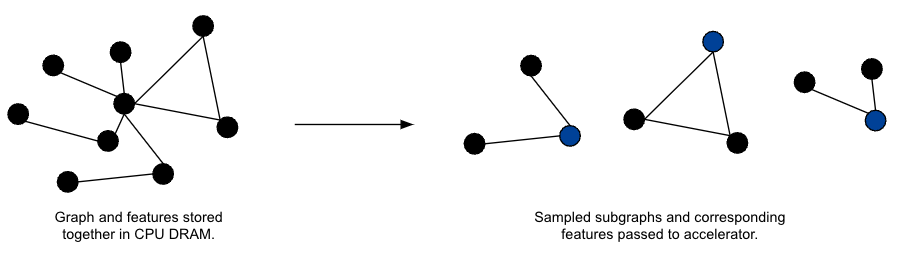 Graph and features stored
together in CPU DRAM.
Sampled subgraphs and corresponding
features passed to accelerator.